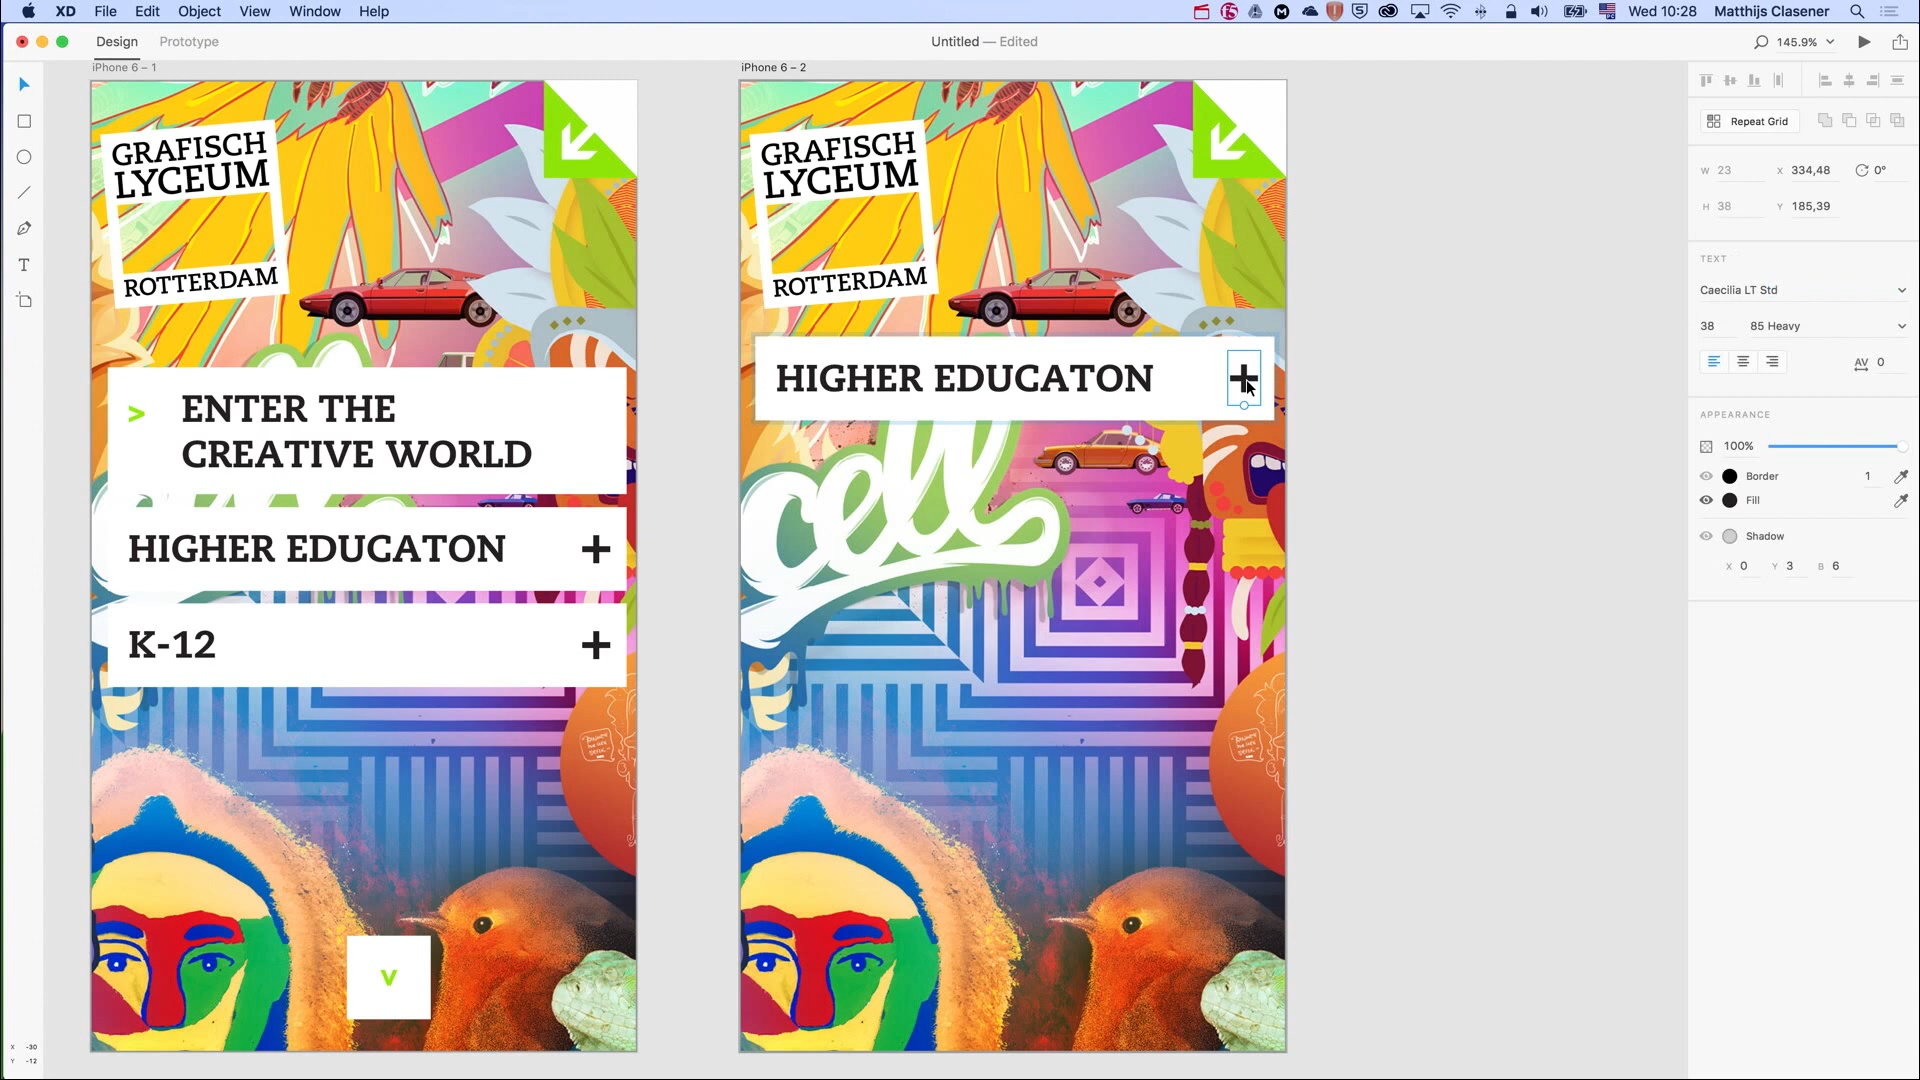 XD File Edit Object View Window Help
Wed 10:28 Matthijs Clasener
Design Prototype
Untitled — Edited
145.9%
iPhone 6 – 1
iPhone 6 – 2
GRAFISCH
LYCEUM
ROTTERDAM
> ENTER THE
CREATIVE WORLD
HIGHER EDUCATON +
K-12 +
v
GRAFISCH
LYCEUM
ROTTERDAM
HIGHER EDUCATON +
cell
Repeat Grid
W 23 X 334,48 0°
H 38 Y 185,39
TEXT
Caecilia LT Std
38 85 Heavy
AV 0
APPEARANCE
100%
Border 1
Fill
Shadow
X 0 Y 3 B 6
X -30
Y -12